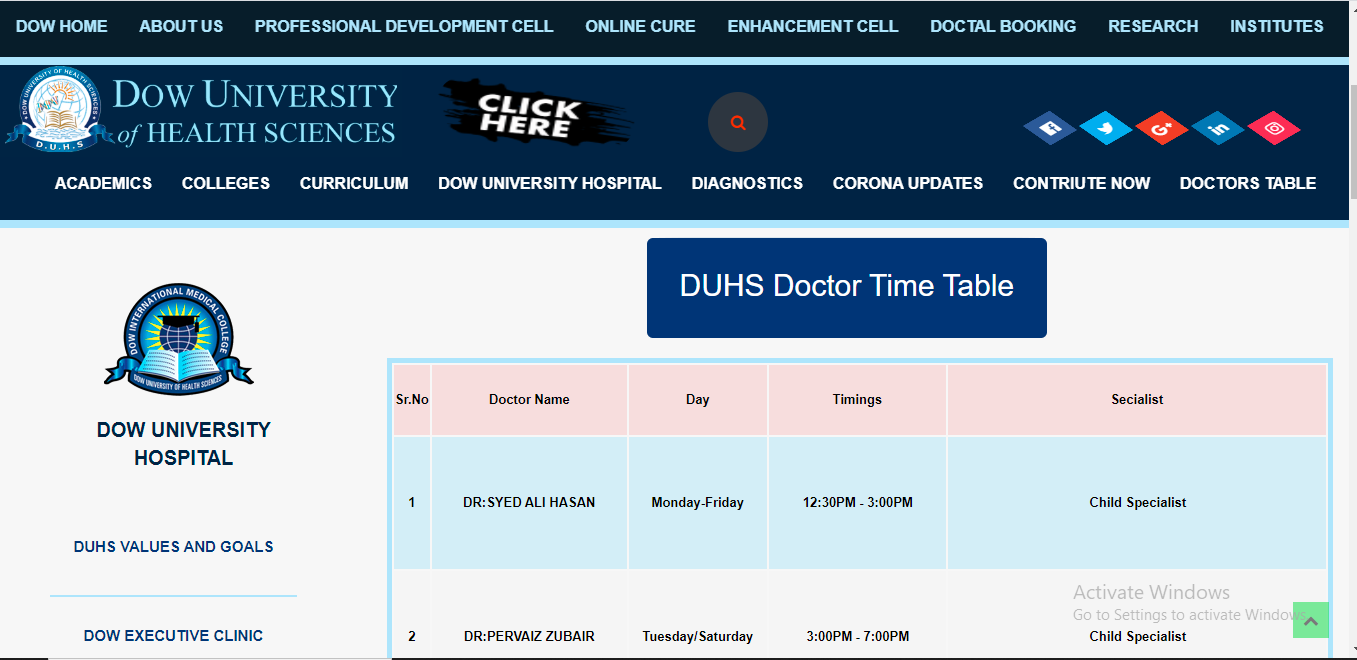 DOW HOME ABOUT US PROFESSIONAL DEVELOPMENT CELL ONLINE CURE ENHANCEMENT CELL DOCTAL BOOKING RESEARCH INSTITUTES
DOW UNIVERSITY OF HEALTH SCIENCES
D.U.H.S
DOW UNIVERSITY
of HEALTH SCIENCES
CLICK
HERE
ACADEMICS COLLEGES CURRICULUM DOW UNIVERSITY HOSPITAL DIAGNOSTICS CORONA UPDATES CONTRIUTE NOW DOCTORS TABLE
DUHS Doctor Time Table
DOW INTERNATIONAL MEDICAL COLLEGE
DOW UNIVERSITY OF HEALTH SCIENCES
DOW UNIVERSITY
HOSPITAL
DUHS VALUES AND GOALS
DOW EXECUTIVE CLINIC
Sr.No Doctor Name Day Timings Secialist
1 DR:SYED ALI HASAN Monday-Friday 12:30PM - 3:00PM Child Specialist
2 DR:PERVAIZ ZUBAIR Tuesday/Saturday 3:00PM - 7:00PM Child Specialist
Activate Windows
Go to Settings to activate Windows.